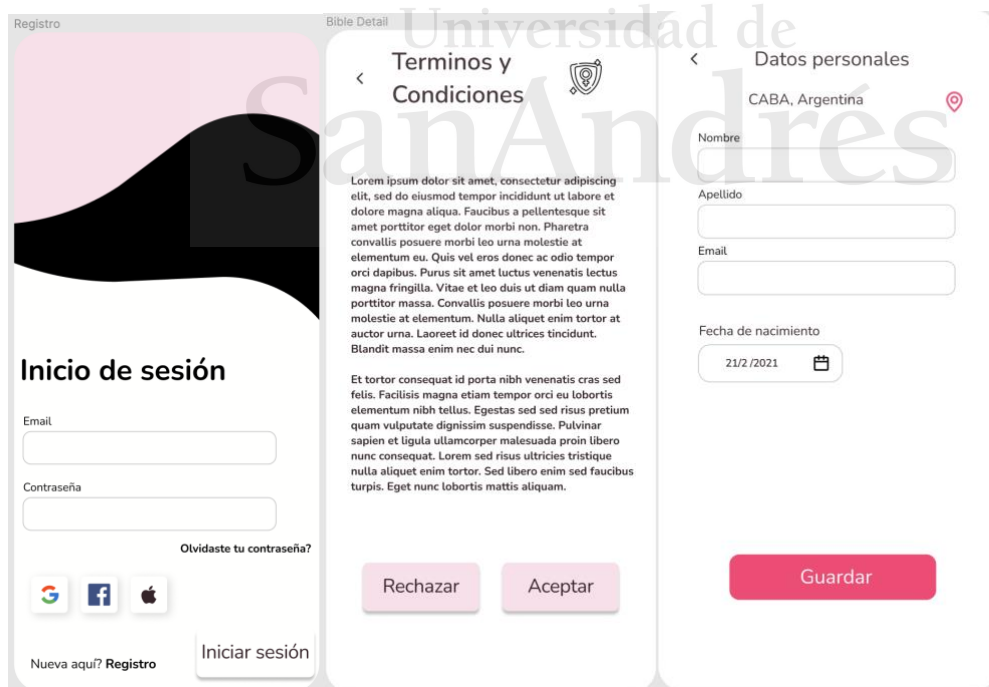 Universidad de
SanAndrés
Registro
Inicio de sesión
Email
Contraseña
Olvidaste tu contraseña?
Nueva aquí? Registro
Iniciar sesión
Bible Detail
Terminos y
Condiciones
Lorem ipsum dolor sit amet, consectetur adipiscing
elit, sed do eiusmod tempor incididunt ut labore et
dolore magna aliqua. Faucibus a pellentesque sit
amet porttitor eget dolor morbi non. Pharetra
convallis posuere morbi leo urna molestie at
elementum eu. Quis vel eros donec ac odio tempor
orci dapibus. Purus sit amet luctus venenatis lectus
magna fringilla. Vitae et leo duis ut diam quam nulla
porttitor massa. Convallis posuere morbi leo urna
molestie at elementum. Nulla aliquet enim tortor at
auctor urna. Laoreet id donec ultrices tincidunt.
Blandit massa enim nec dui nunc.
Et tortor consequat id porta nibh venenatis cras sed
felis. Facilisis magna etiam tempor orci eu lobortis
elementum nibh tellus. Egestas sed sed risus pretium
quam vulputate dignissim suspendisse. Pulvinar
sapien et ligula ullamcorper malesuada proin libero
nunc consequat. Lorem sed risus ultricies tristique
nulla aliquet enim tortor. Sed libero enim sed faucibus
turpis. Eget nunc lobortis mattis aliquam.
Rechazar
Aceptar
Datos personales
CABA, Argentina
Nombre
Apellido
Email
Fecha de nacimiento
21/2 /2021
Guardar